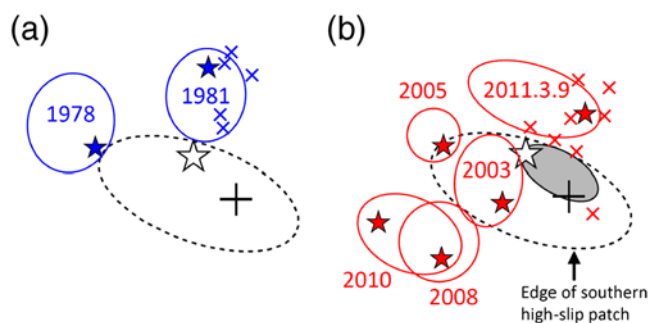 (a)
1978
1981
(b)
2011.3.9
2005
2003
2010
2008
Edge of southern
high-slip patch